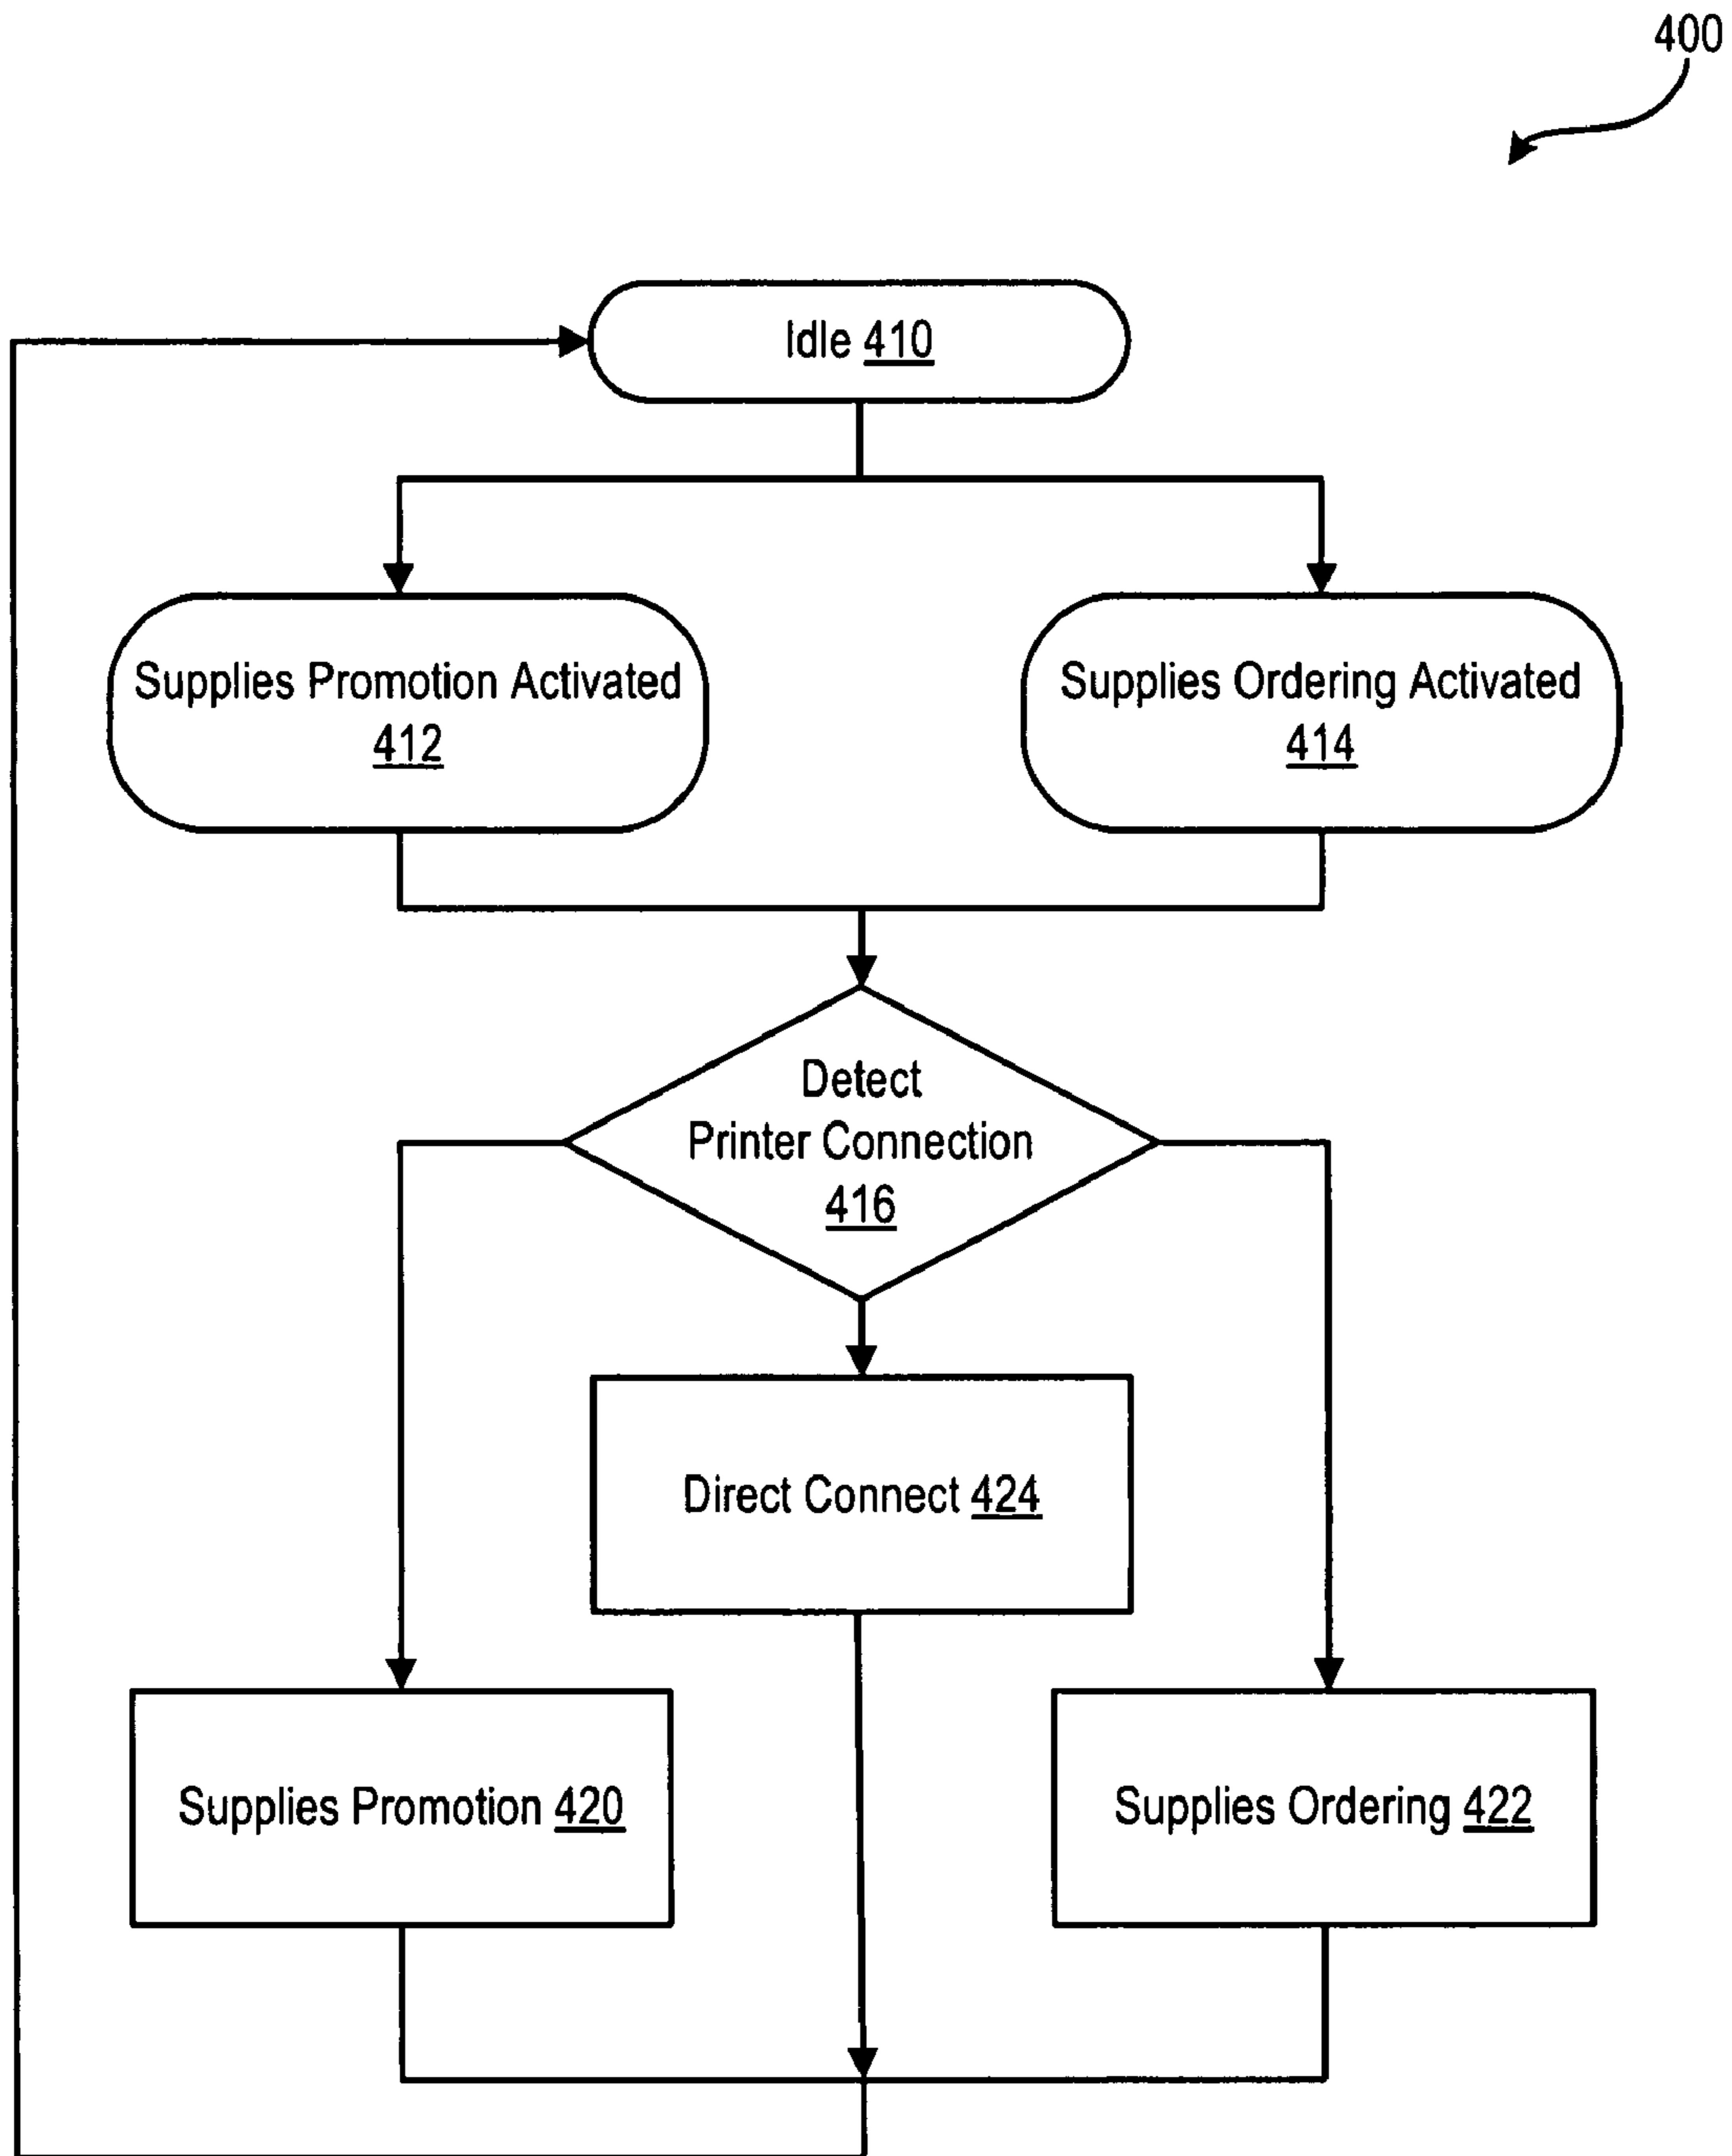 400
Idle 410
Supplies Promotion Activated
412
Supplies Ordering Activated
414
Detect
Printer Connection
416
Direct Connect 424
Supplies Promotion 420
Supplies Ordering 422